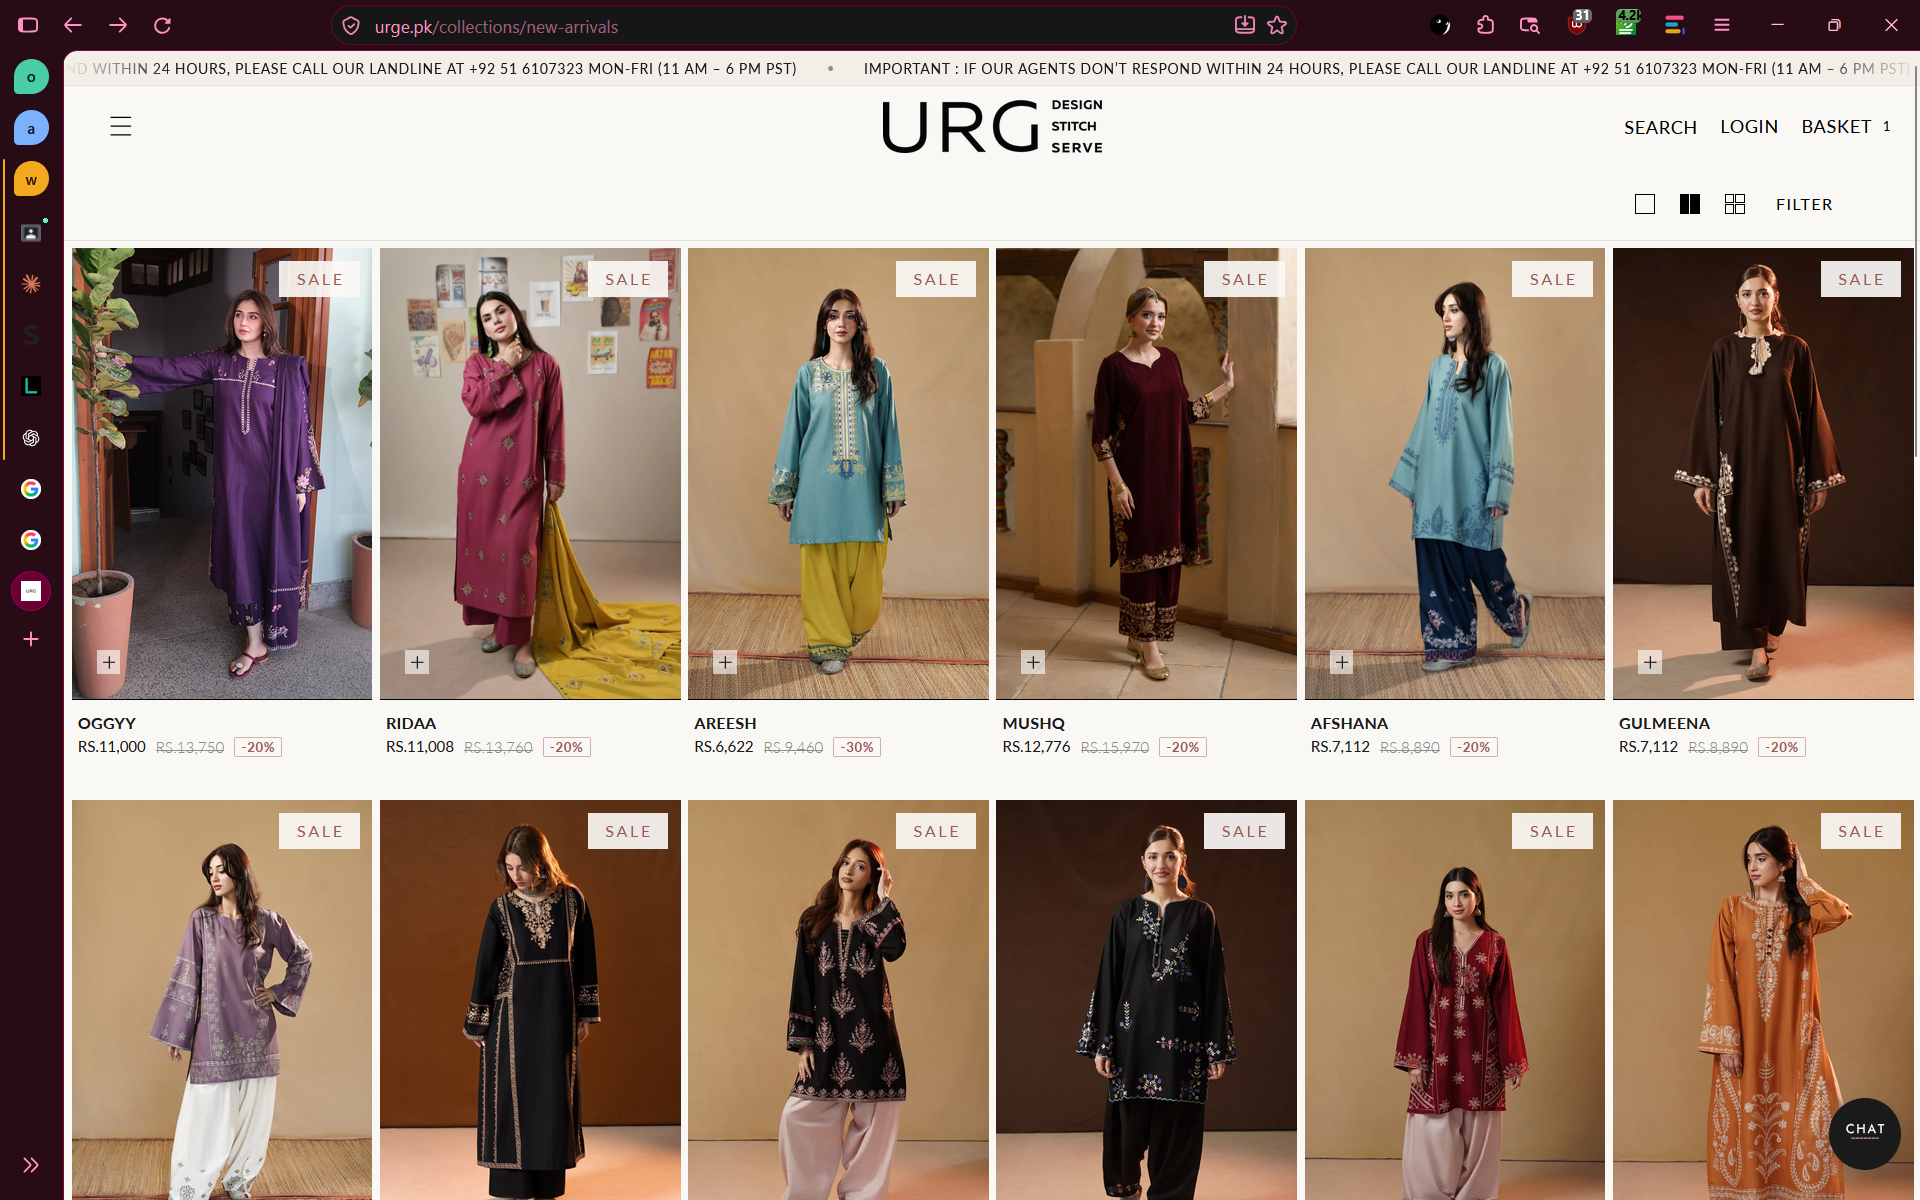 urge.pk/collections/new-arrivals
31
4.2
o
ND WITHIN 24 HOURS, PLEASE CALL OUR LANDLINE AT +92 51 6107323 MON-FRI (11 AM – 6 PM PST) • IMPORTANT : IF OUR AGENTS DON'T RESPOND WITHIN 24 HOURS, PLEASE CALL OUR LANDLINE AT +92 51 6107323 MON-FRI (11 AM – 6 PM PST)
a
w
S
L
URG
URG DESIGN
STITCH
SERVE
SEARCH LOGIN BASKET 1
FILTER
SALE SALE SALE SALE SALE SALE
OGGYY
RS.11,000 RS.13,750 -20%
RIDAA
RS.11,008 RS.13,760 -20%
AREESH
RS.6,622 RS.9,460 -30%
MUSHQ
RS.12,776 RS.15,970 -20%
AFSHANA
RS.7,112 RS.8,890 -20%
GULMEENA
RS.7,112 RS.8,890 -20%
SALE SALE SALE SALE SALE SALE
CHAT